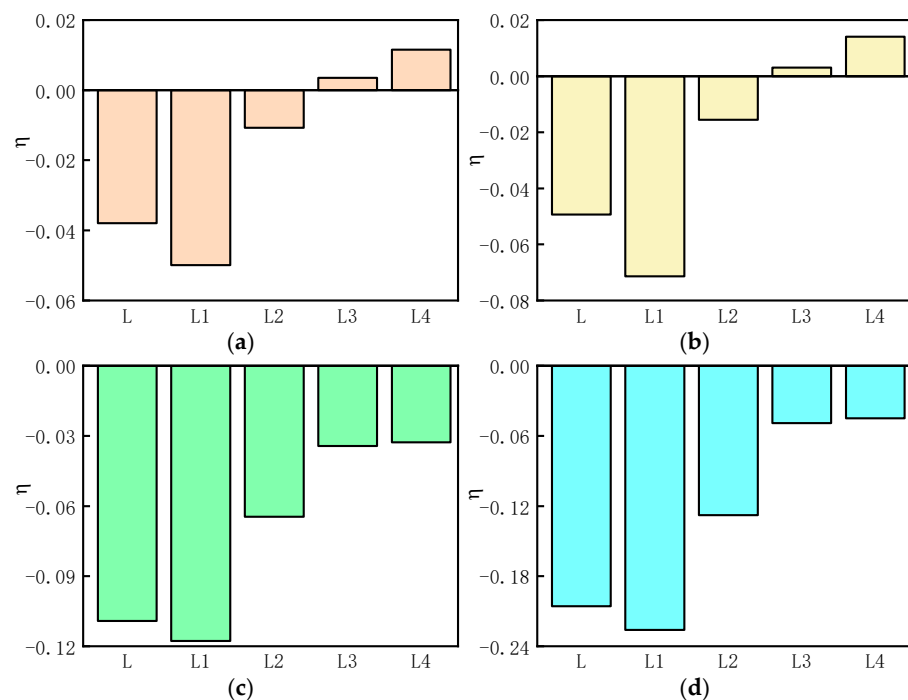 0.02
0.00
-0.02
-0.04
-0.06
η
L L1 L2 L3 L4
(a)
0.02
0.00
-0.02
-0.04
-0.06
-0.08
η
L L1 L2 L3 L4
(b)
0.00
-0.03
-0.06
-0.09
-0.12
η
L L1 L2 L3 L4
(c)
0.00
-0.06
-0.12
-0.18
-0.24
η
L L1 L2 L3 L4
(d)